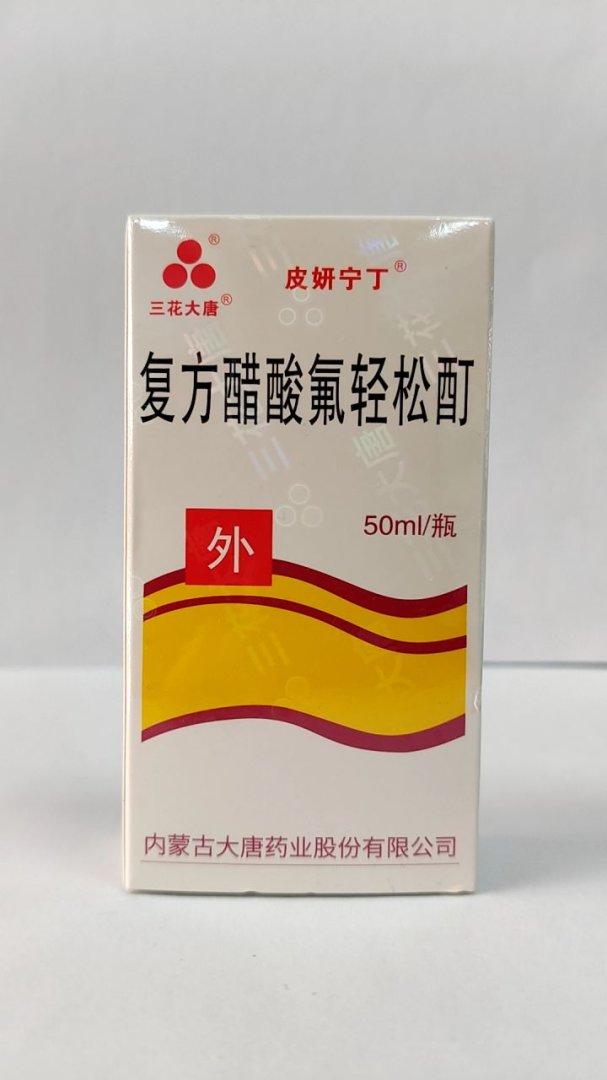 三花大唐®
皮妍宁丁®
复方醋酸氟轻松酊
50ml/瓶
外
内蒙古大唐药业股份有限公司